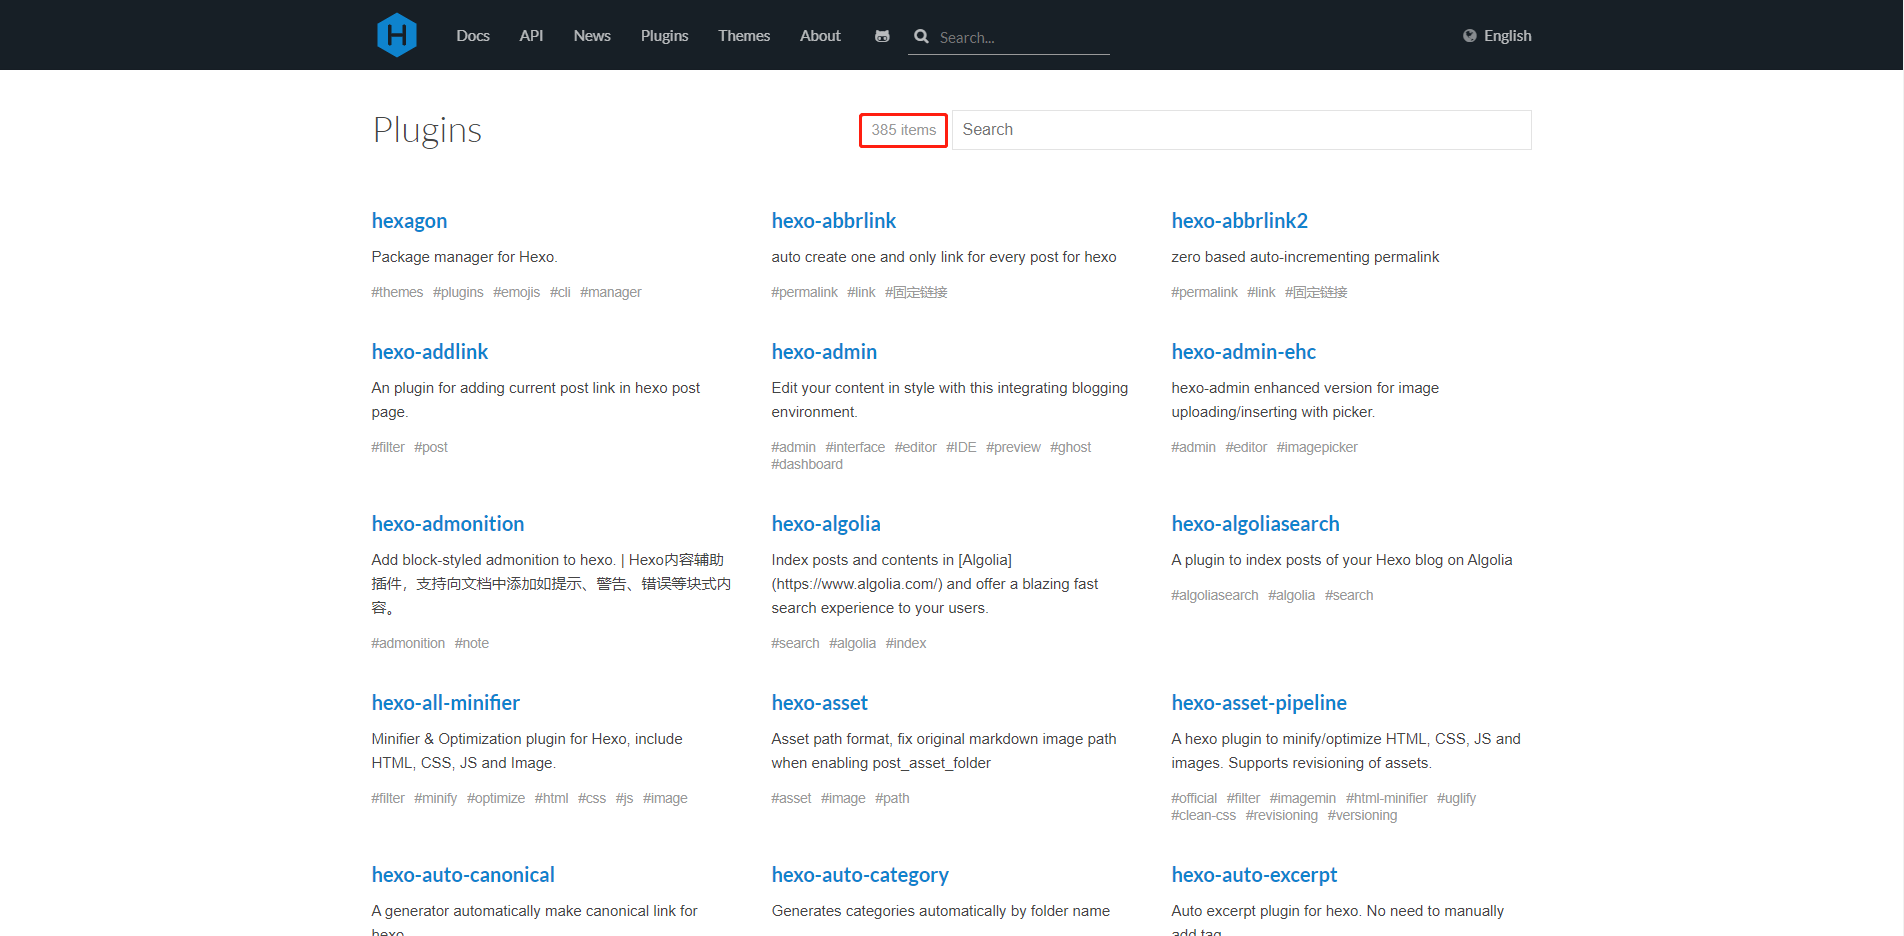 Docs API News Plugins Themes About Search... English
Plugins 385 items Search
hexagon
Package manager for Hexo.
#themes #plugins #emojis #cli #manager
hexo-abbrlink
auto create one and only link for every post for hexo
#permalink #link #固定链接
hexo-abbrlink2
zero based auto-incrementing permalink
#permalink #link #固定链接
hexo-addlink
An plugin for adding current post link in hexo post
page.
#filter #post
hexo-admin
Edit your content in style with this integrating blogging
environment.
#admin #interface #editor #IDE #preview #ghost
#dashboard
hexo-admin-ehc
hexo-admin enhanced version for image
uploading/inserting with picker.
#admin #editor #imagepicker
hexo-admonition
Add block-styled admonition to hexo. | Hexo内容辅助
插件，支持向文档中添加如提示、警告、错误等块式内
容。
#admonition #note
hexo-algolia
Index posts and contents in [Algolia]
(https://www.algolia.com/) and offer a blazing fast
search experience to your users.
#search #algolia #index
hexo-algoliasearch
A plugin to index posts of your Hexo blog on Algolia
#algoliasearch #algolia #search
hexo-all-minifier
Minifier & Optimization plugin for Hexo, include
HTML, CSS, JS and Image.
#filter #minify #optimize #html #css #js #image
hexo-asset
Asset path format, fix original markdown image path
when enabling post_asset_folder
#asset #image #path
hexo-asset-pipeline
A hexo plugin to minify/optimize HTML, CSS, JS and
images. Supports revisioning of assets.
#official #filter #imagemin #html-minifier #uglify
#clean-css #revisioning #versioning
hexo-auto-canonical
A generator automatically make canonical link for
hexo
hexo-auto-category
Generates categories automatically by folder name
hexo-auto-excerpt
Auto excerpt plugin for hexo. No need to manually
add tag